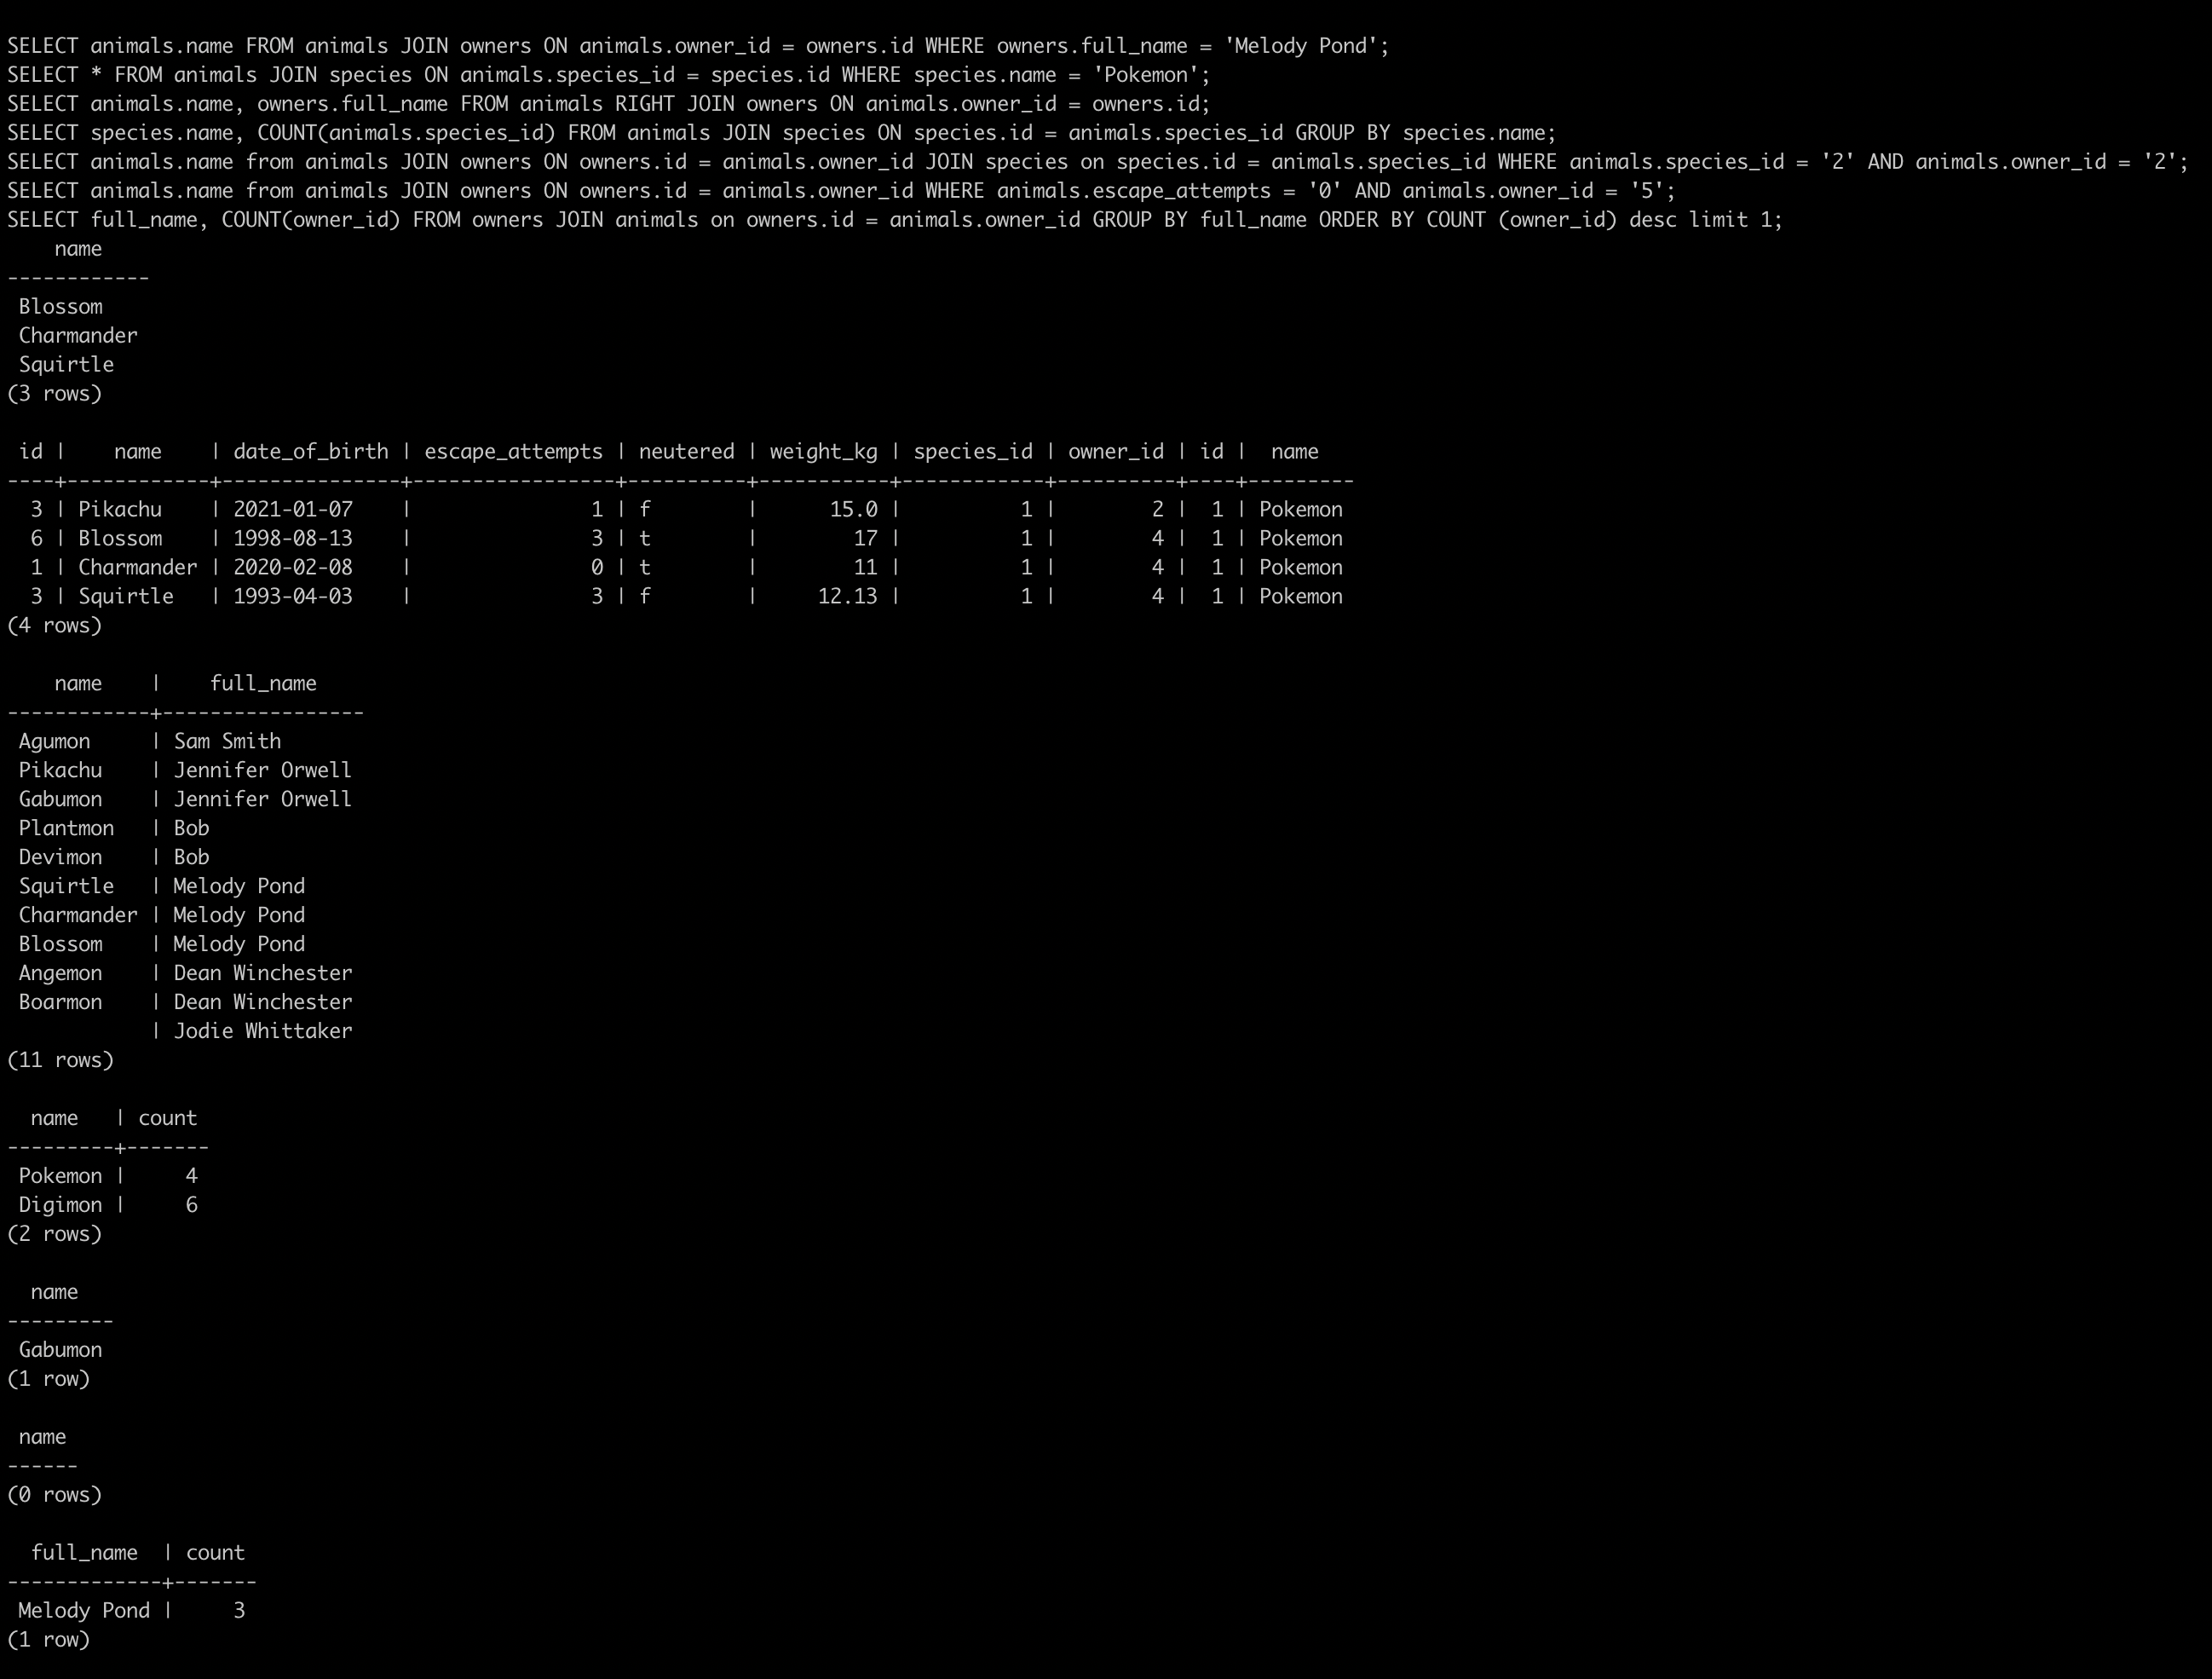 SELECT animals.name FROM animals JOIN owners ON animals.owner_id = owners.id WHERE owners.full_name = 'Melody Pond';
SELECT * FROM animals JOIN species ON animals.species_id = species.id WHERE species.name = 'Pokemon';
SELECT animals.name, owners.full_name FROM animals RIGHT JOIN owners ON animals.owner_id = owners.id;
SELECT species.name, COUNT(animals.species_id) FROM animals JOIN species ON species.id = animals.species_id GROUP BY species.name;
SELECT animals.name from animals JOIN owners ON owners.id = animals.owner_id JOIN species on species.id = animals.species_id WHERE animals.species_id = '2' AND animals.owner_id = '2';
SELECT animals.name from animals JOIN owners ON owners.id = animals.owner_id WHERE animals.escape_attempts = '0' AND animals.owner_id = '5';
SELECT full_name, COUNT(owner_id) FROM owners JOIN animals on owners.id = animals.owner_id GROUP BY full_name ORDER BY COUNT (owner_id) desc limit 1;
    name
------------
 Blossom
 Charmander
 Squirtle
(3 rows)

 id |    name    | date_of_birth | escape_attempts | neutered | weight_kg | species_id | owner_id | id |  name
----+------------+---------------+-----------------+----------+-----------+------------+----------+----+---------
  3 | Pikachu    | 2021-01-07    |               1 | f        |      15.0 |          1 |        2 |  1 | Pokemon
  6 | Blossom    | 1998-08-13    |               3 | t        |        17 |          1 |        4 |  1 | Pokemon
  1 | Charmander | 2020-02-08    |               0 | t        |        11 |          1 |        4 |  1 | Pokemon
  3 | Squirtle   | 1993-04-03    |               3 | f        |     12.13 |          1 |        4 |  1 | Pokemon
(4 rows)

    name    |    full_name
------------+-----------------
 Agumon     | Sam Smith
 Pikachu    | Jennifer Orwell
 Gabumon    | Jennifer Orwell
 Plantmon   | Bob
 Devimon    | Bob
 Squirtle   | Melody Pond
 Charmander | Melody Pond
 Blossom    | Melody Pond
 Angemon    | Dean Winchester
 Boarmon    | Dean Winchester
            | Jodie Whittaker
(11 rows)

  name   | count
---------+-------
 Pokemon |     4
 Digimon |     6
(2 rows)

  name
---------
 Gabumon
(1 row)

 name
------
(0 rows)

  full_name  | count
-------------+-------
 Melody Pond |     3
(1 row)